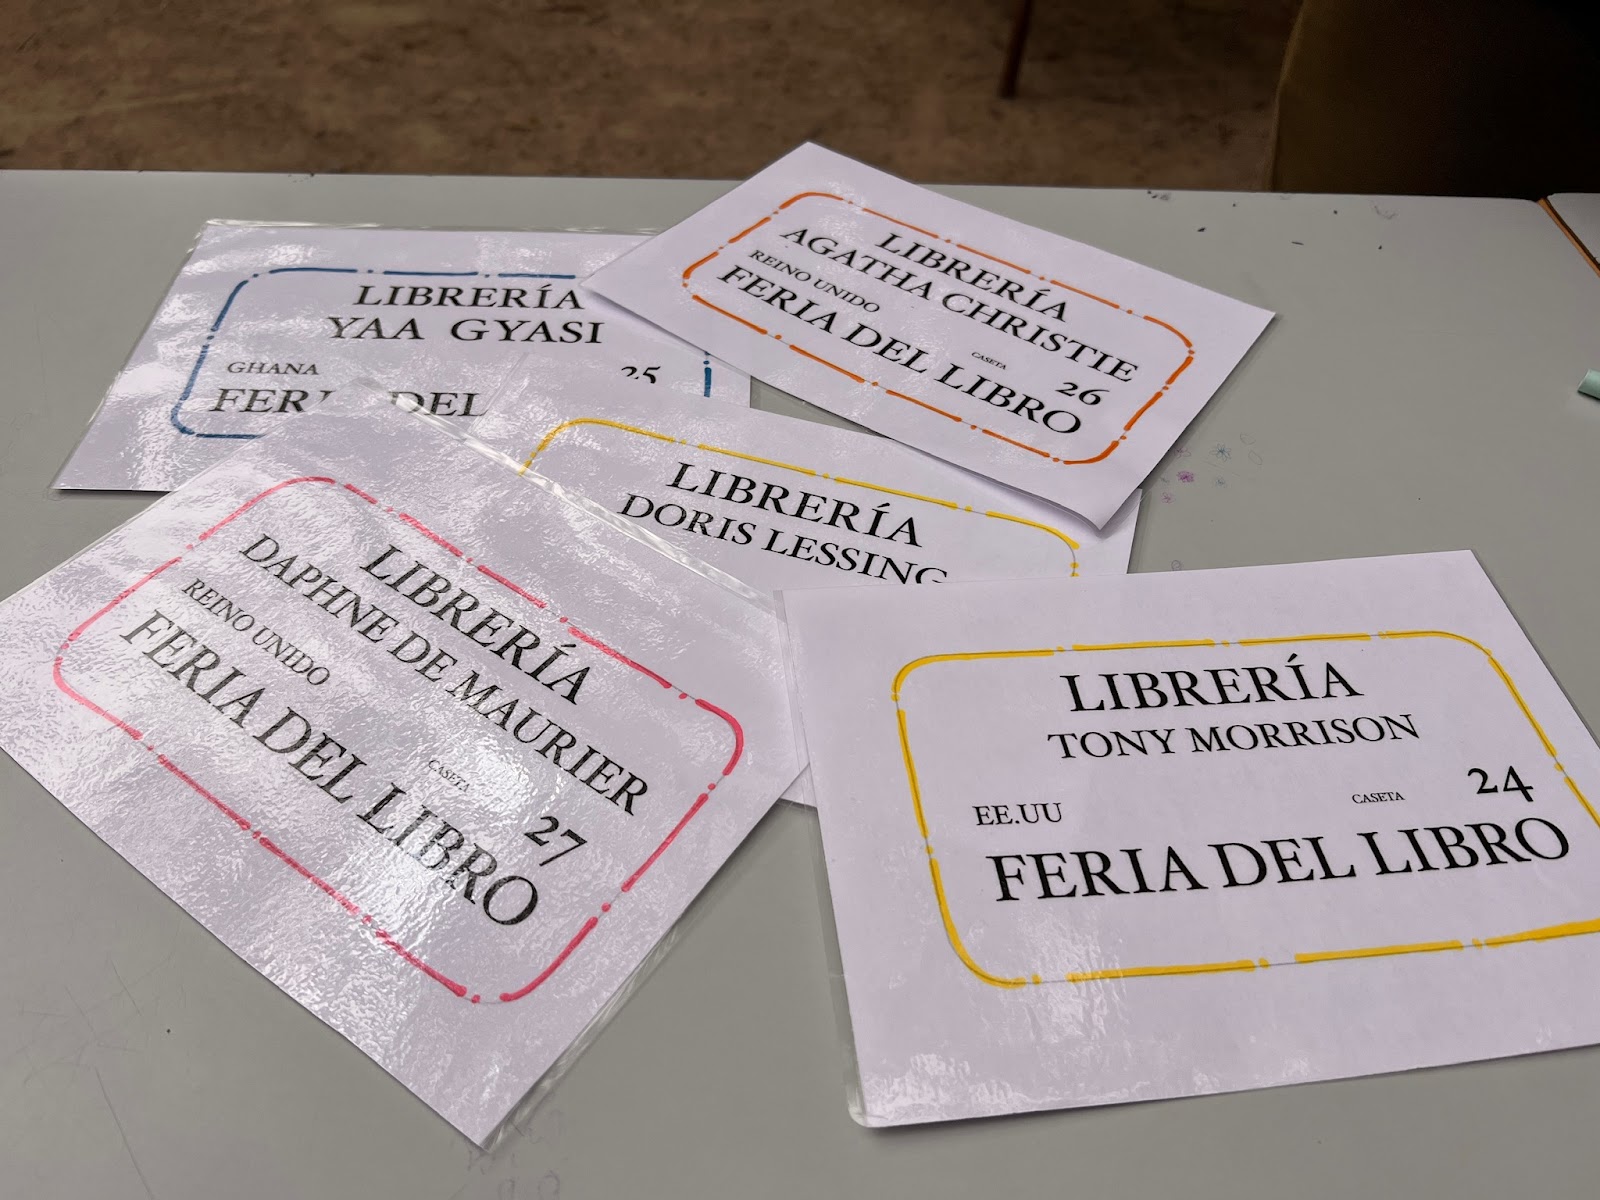 LIBRERÍA
YAA GYASI
GHANA
25
DEL
LIBRERÍA
AGATHA CHRISTIE
REINO UNIDO
CASETA 26
FERIA DEL LIBRO
LIBRERÍA
DORIS LESSING
LIBRERÍA
DAPHNE DE MAURIER
REINO UNIDO
CASETA 27
FERIA DEL LIBRO
LIBRERÍA
TONY MORRISON
EE.UU CASETA 24
FERIA DEL LIBRO